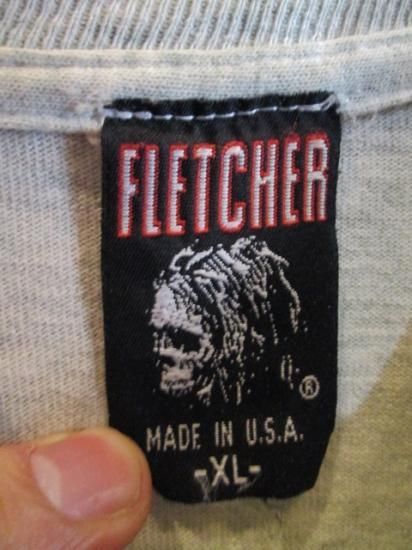 FLETCHER
®
MADE IN U.S.A.
-XL-